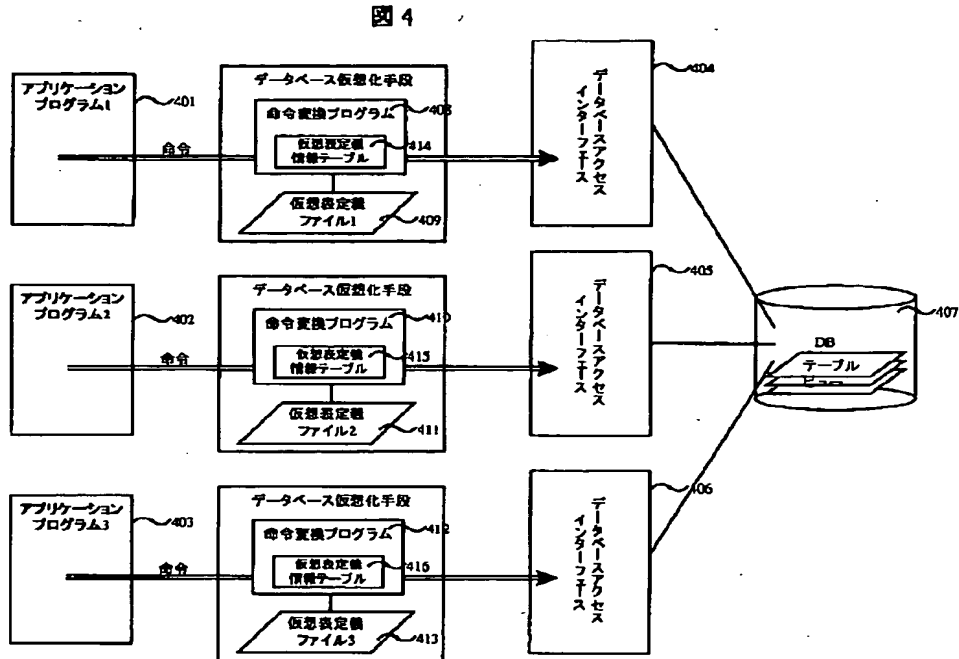 図 4
アプリケーション
プログラム1
401
命令
データベース仮想化手段
命令変換プログラム
408
仮想表定義
情報テーブル
414
仮想表定義
ファイル1
409
データベースアクセス
インターフェース
404
アプリケーション
プログラム2
402
命令
データベース仮想化手段
命令変換プログラム
410
仮想表定義
情報テーブル
415
仮想表定義
ファイル2
411
データベースアクセス
インターフェース
405
407
DB
テーブル
ビュー
アプリケーション
プログラム3
403
命令
データベース仮想化手段
命令変換プログラム
412
仮想表定義
情報テーブル
416
仮想表定義
ファイル3
413
データベースアクセス
インターフェース
406